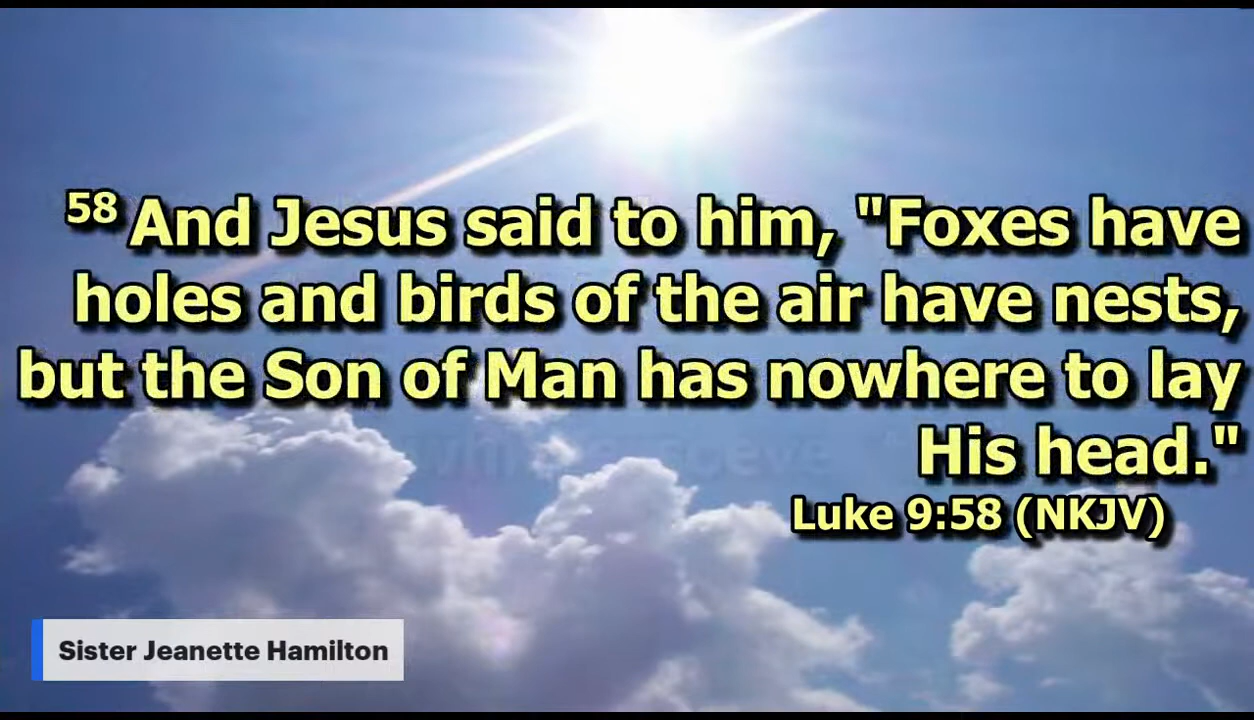 58 And Jesus said to him, "Foxes have
holes and birds of the air have nests,
but the Son of Man has nowhere to lay
His head."
Luke 9:58 (NKJV)
Sister Jeanette Hamilton